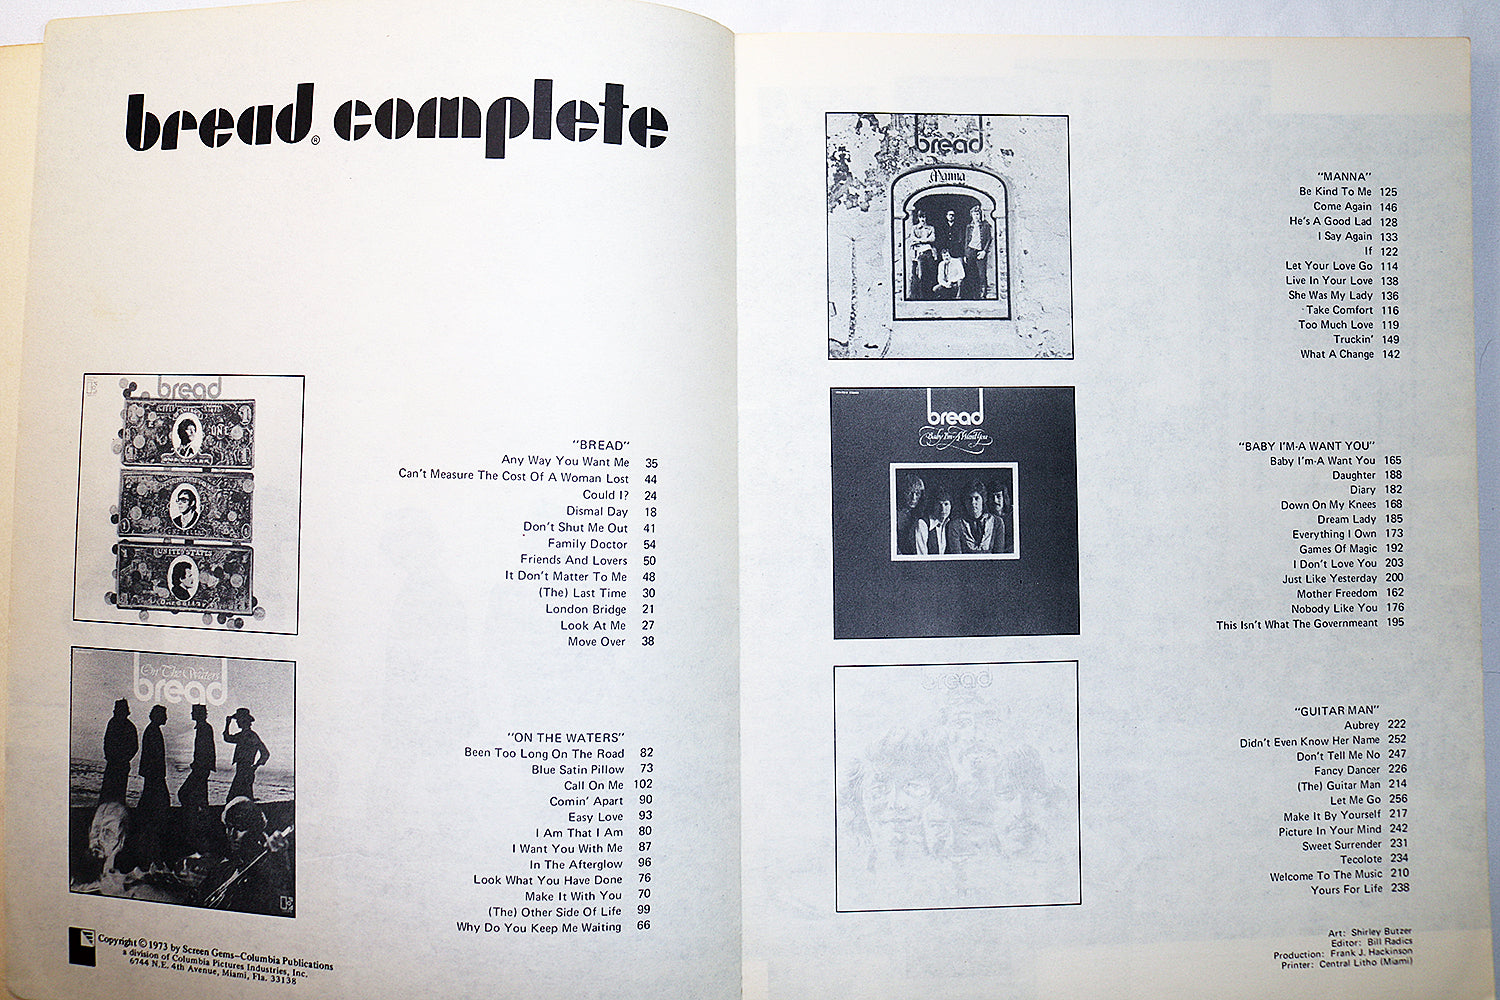 bread® complete
bread
ONE
UNITED STATES
"BREAD"
Any Way You Want Me 35
Can't Measure The Cost Of A Woman Lost 44
Could I? 24
Dismal Day 18
Don't Shut Me Out 41
Family Doctor 54
Friends And Lovers 50
It Don't Matter To Me 48
(The) Last Time 30
London Bridge 21
Look At Me 27
Move Over 38
On The Waters
bread
"ON THE WATERS"
Been Too Long On The Road 82
Blue Satin Pillow 73
Call On Me 102
Comin' Apart 90
Easy Love 93
I Am That I Am 80
I Want You With Me 87
In The Afterglow 96
Look What You Have Done 76
Make It With You 70
(The) Other Side Of Life 99
Why Do You Keep Me Waiting 66
Copyright © 1973 by Screen Gems-Columbia Publications
a division of Columbia Pictures Industries, Inc.
6744 N.E. 4th Avenue, Miami, Fla. 33138
bread
Manna
"MANNA"
Be Kind To Me 125
Come Again 146
He's A Good Lad 128
I Say Again 133
If 122
Let Your Love Go 114
Live In Your Love 138
She Was My Lady 136
Take Comfort 116
Too Much Love 119
Truckin' 149
What A Change 142
bread
Baby I'm-A Want You
"BABY I'M-A WANT YOU"
Baby I'm-A Want You 165
Daughter 188
Diary 182
Down On My Knees 168
Dream Lady 185
Everything I Own 173
Games Of Magic 192
I Don't Love You 203
Just Like Yesterday 200
Mother Freedom 162
Nobody Like You 176
This Isn't What The Governmeant 195
bread
"GUITAR MAN"
Aubrey 222
Didn't Even Know Her Name 252
Don't Tell Me No 247
Fancy Dancer 226
(The) Guitar Man 214
Let Me Go 256
Make It By Yourself 217
Picture In Your Mind 242
Sweet Surrender 231
Tecolote 234
Welcome To The Music 210
Yours For Life 238
Art: Shirley Butzer
Editor: Bill Radics
Production: Frank J. Hackinson
Printer: Central Litho (Miami)